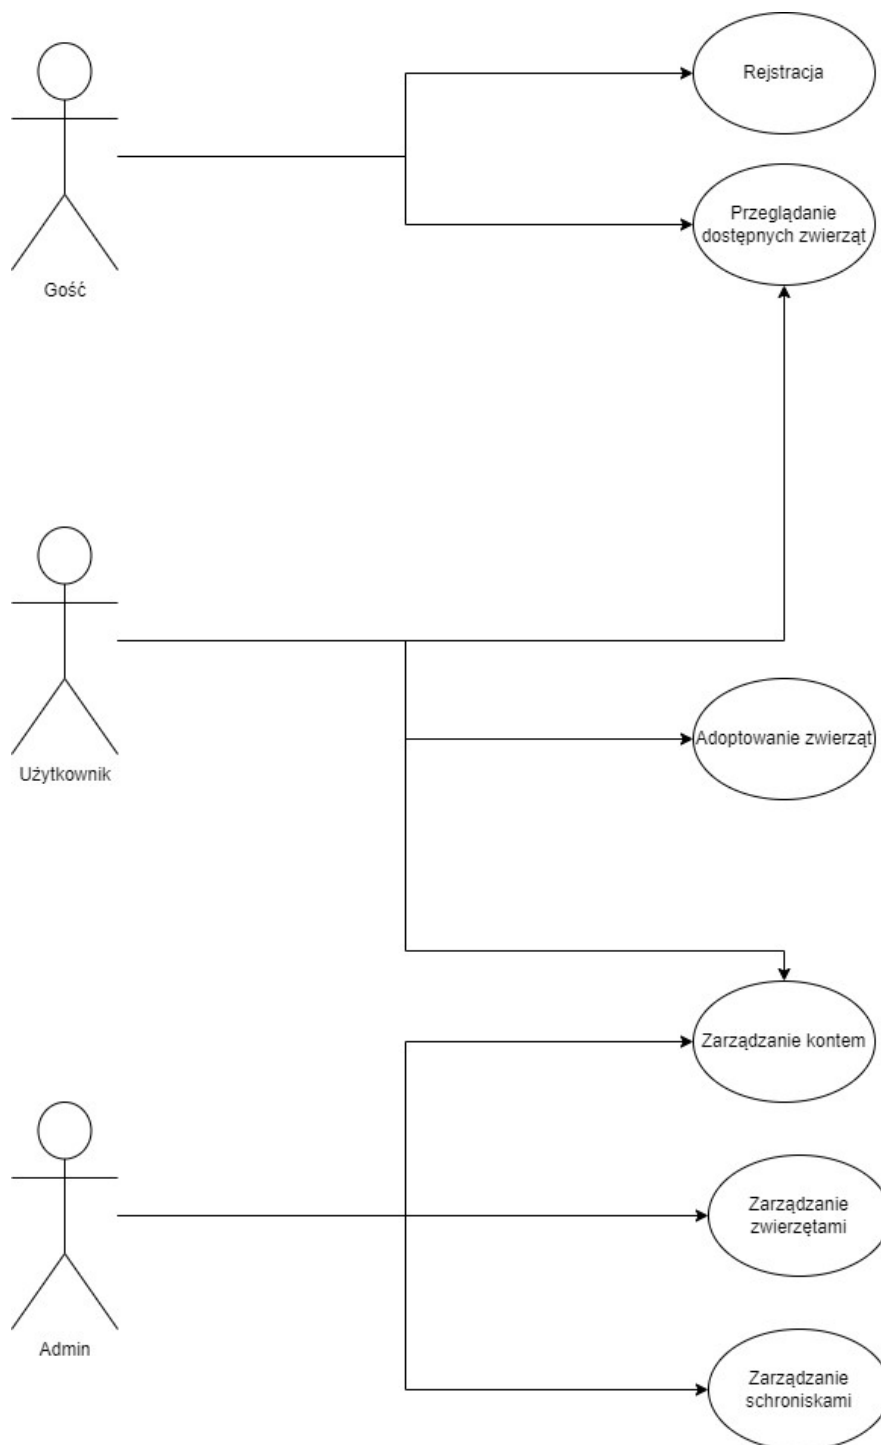 Rejstracja
Przeglądanie
dostępnych zwierząt
Gość
Adoptowanie zwierząt
Użytkownik
Zarządzanie kontem
Zarządzanie
zwierzętami
Admin
Zarządzanie
schroniskami